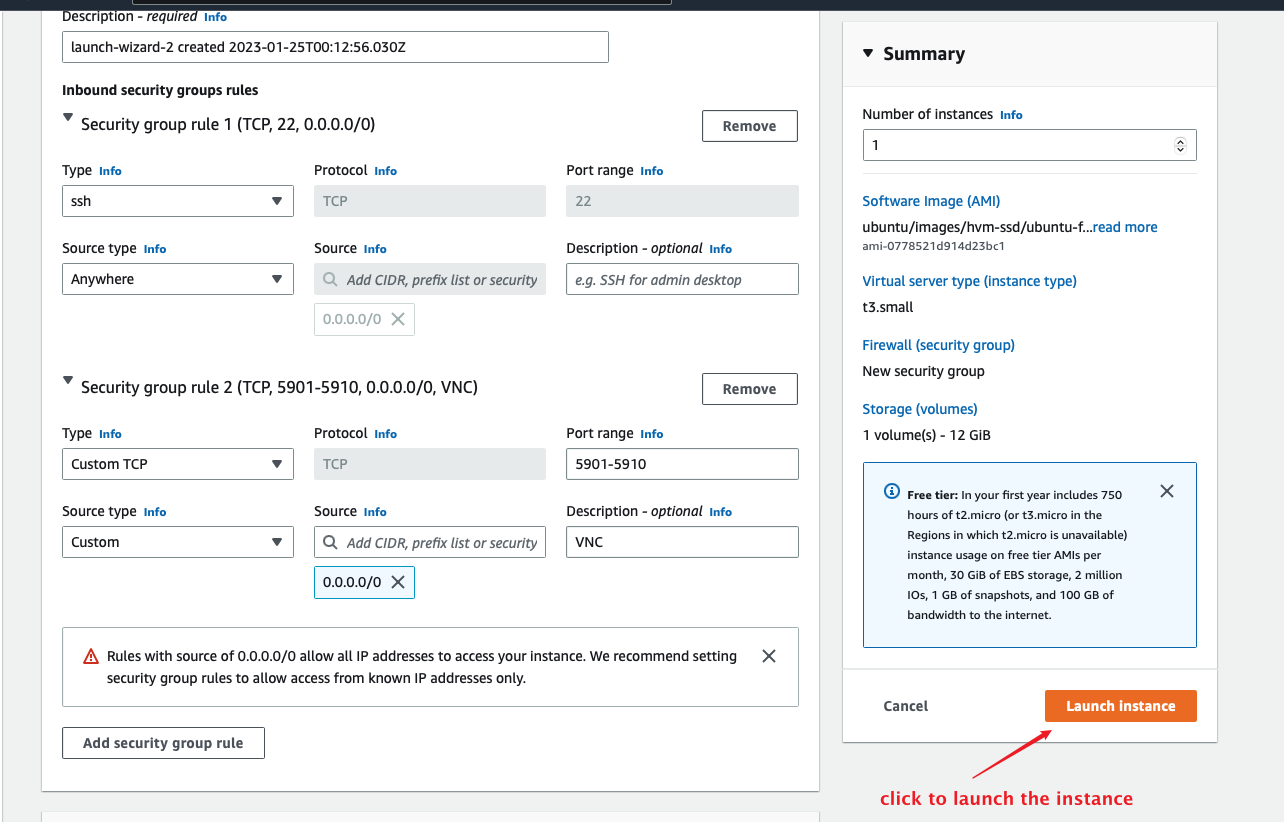 Description - required Info
launch-wizard-2 created 2023-01-25T00:12:56.030Z
Inbound security groups rules
Security group rule 1 (TCP, 22, 0.0.0.0/0)
Remove
Type Info
Protocol Info
Port range Info
ssh
TCP
22
Source type Info
Source Info
Description - optional Info
Anywhere
Add CIDR, prefix list or security
e.g. SSH for admin desktop
0.0.0.0/0
Security group rule 2 (TCP, 5901-5910, 0.0.0.0/0, VNC)
Remove
Type Info
Protocol Info
Port range Info
Custom TCP
TCP
5901-5910
Source type Info
Source Info
Description - optional Info
Custom
Add CIDR, prefix list or security
VNC
0.0.0.0/0
Rules with source of 0.0.0.0/0 allow all IP addresses to access your instance. We recommend setting
security group rules to allow access from known IP addresses only.
Add security group rule
Summary
Number of instances Info
1
Software Image (AMI)
ubuntu/images/hvm-ssd/ubuntu-f...read more
ami-0778521d914d23bc1
Virtual server type (instance type)
t3.small
Firewall (security group)
New security group
Storage (volumes)
1 volume(s) - 12 GiB
Free tier: In your first year includes 750
hours of t2.micro (or t3.micro in the
Regions in which t2.micro is unavailable)
instance usage on free tier AMIs per
month, 30 GiB of EBS storage, 2 million
IOs, 1 GB of snapshots, and 100 GB of
bandwidth to the internet.
Cancel
Launch instance
click to launch the instance